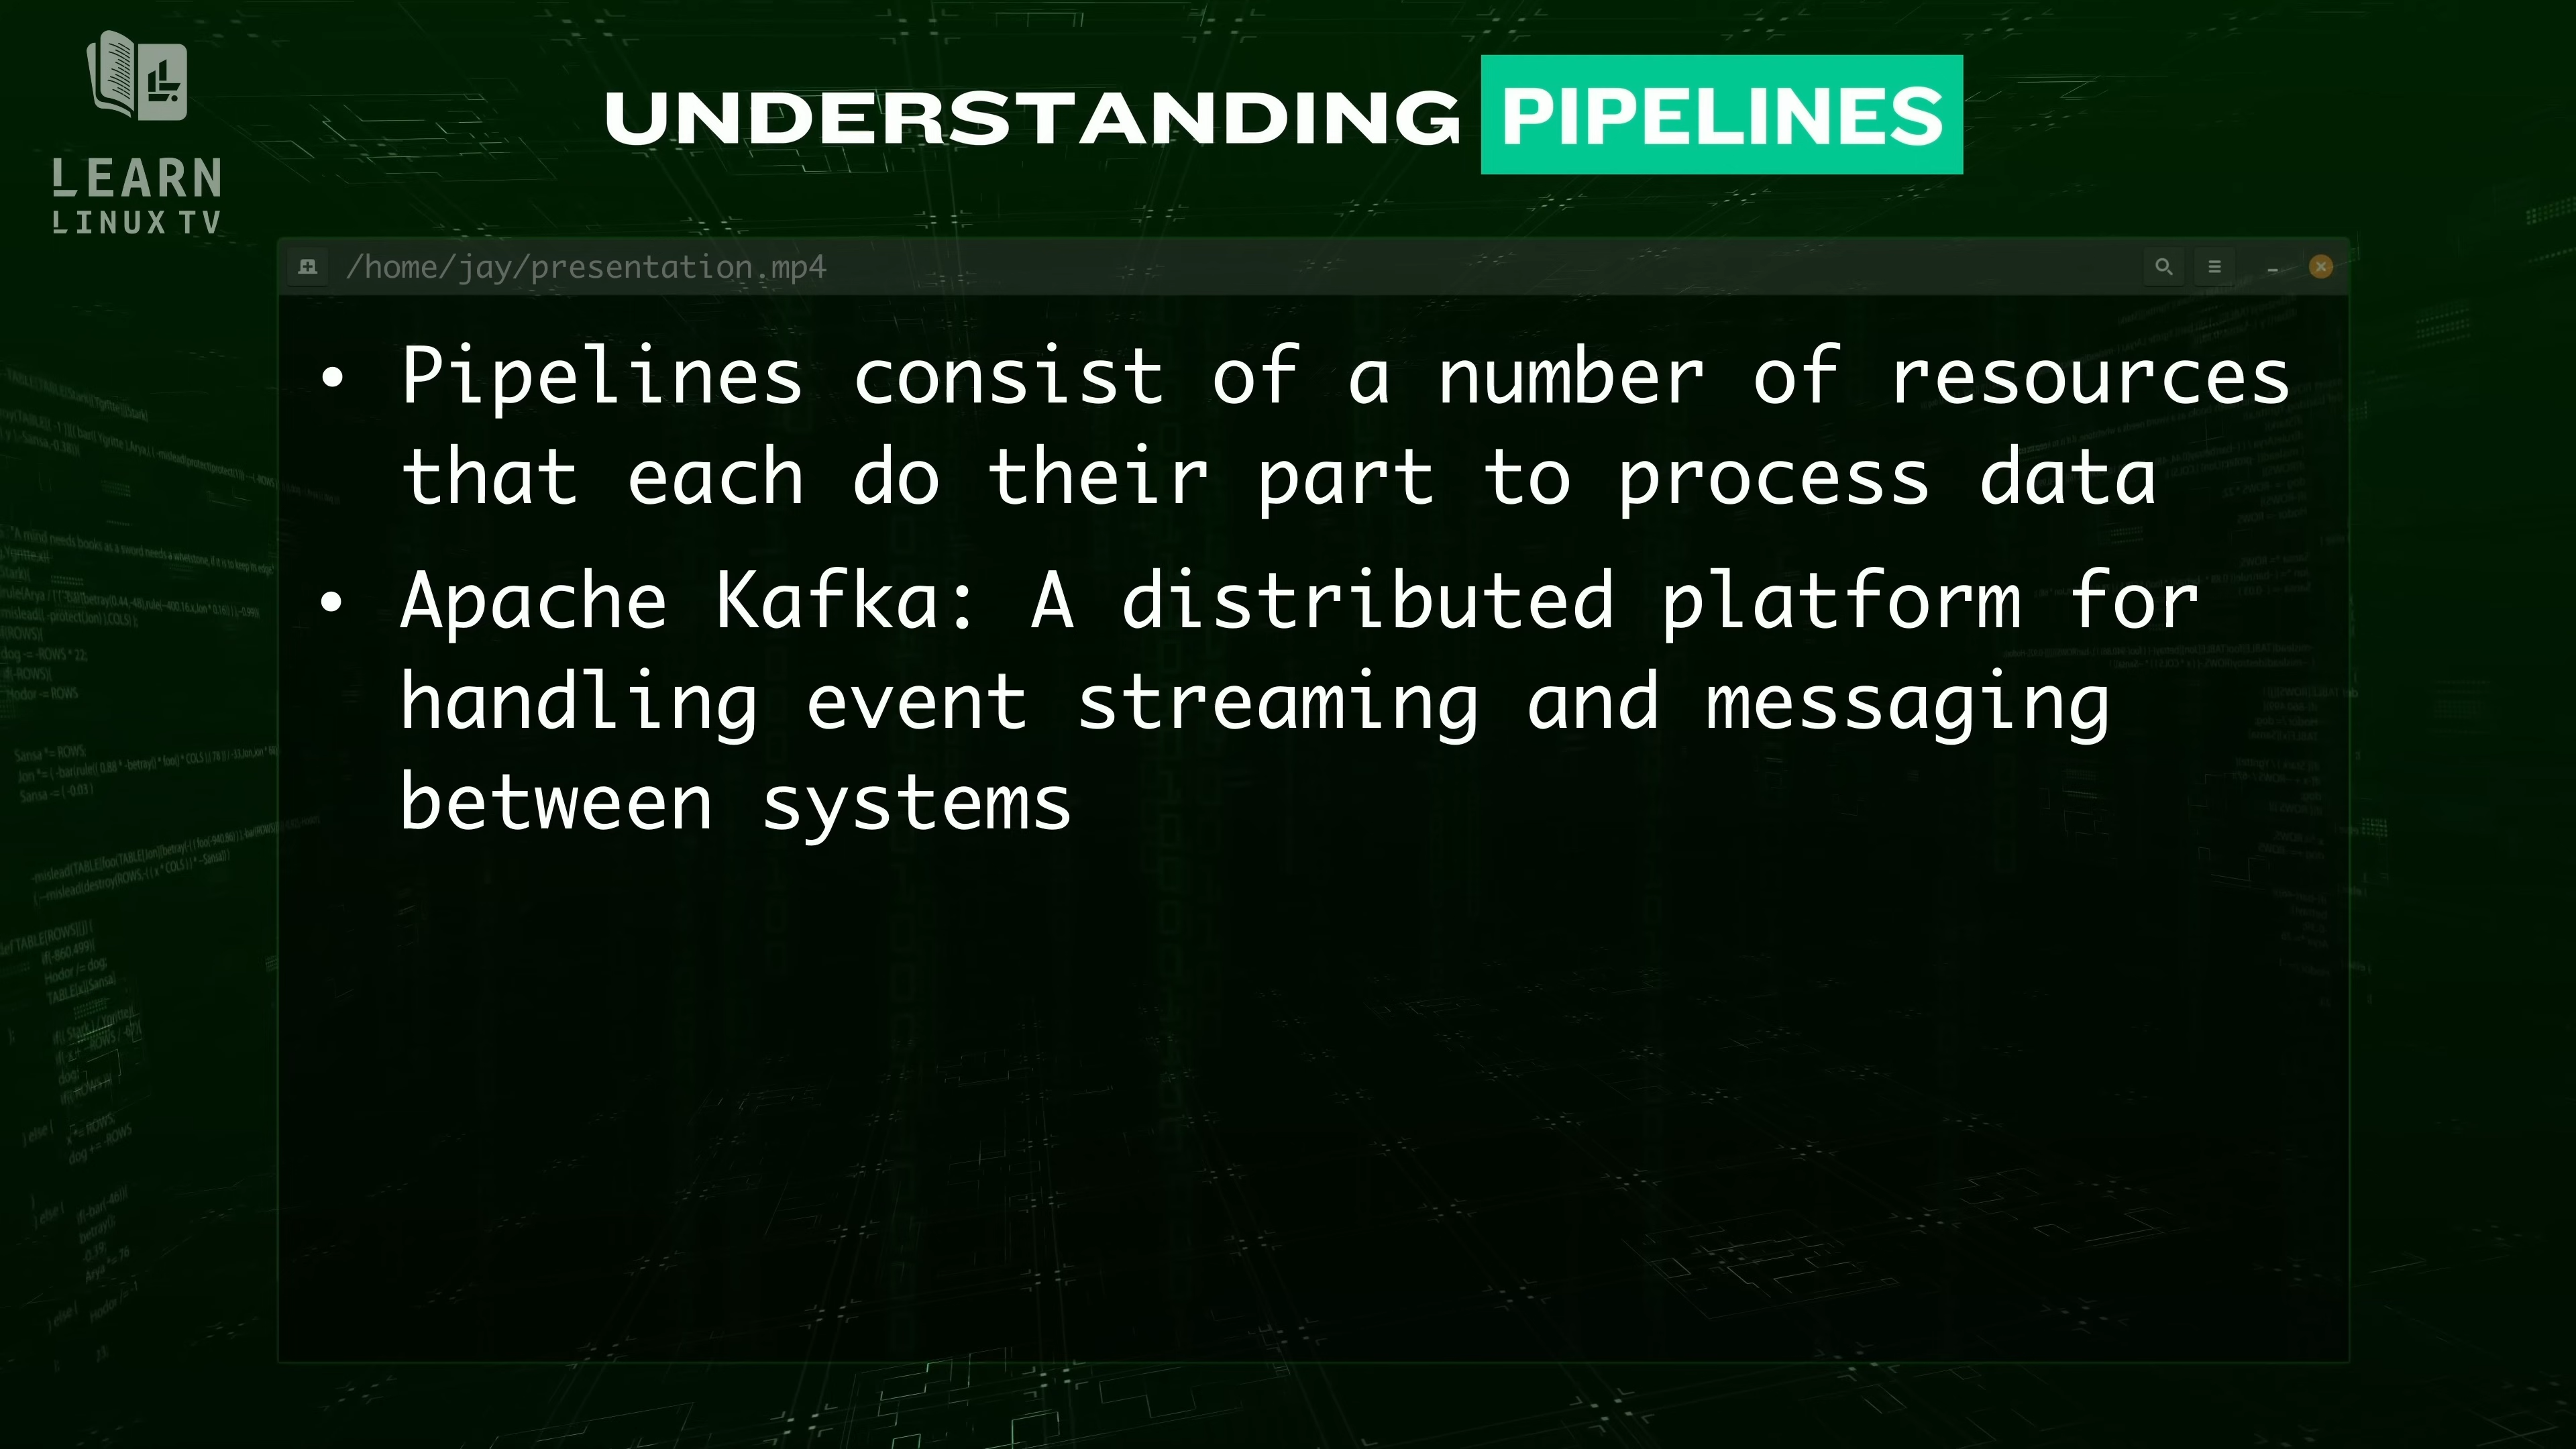 LEARN
LINUX TV
UNDERSTANDING PIPELINES
/home/jay/presentation.mp4
• Pipelines consist of a number of resources
that each do their part to process data
• Apache Kafka: A distributed platform for
handling event streaming and messaging
between systems